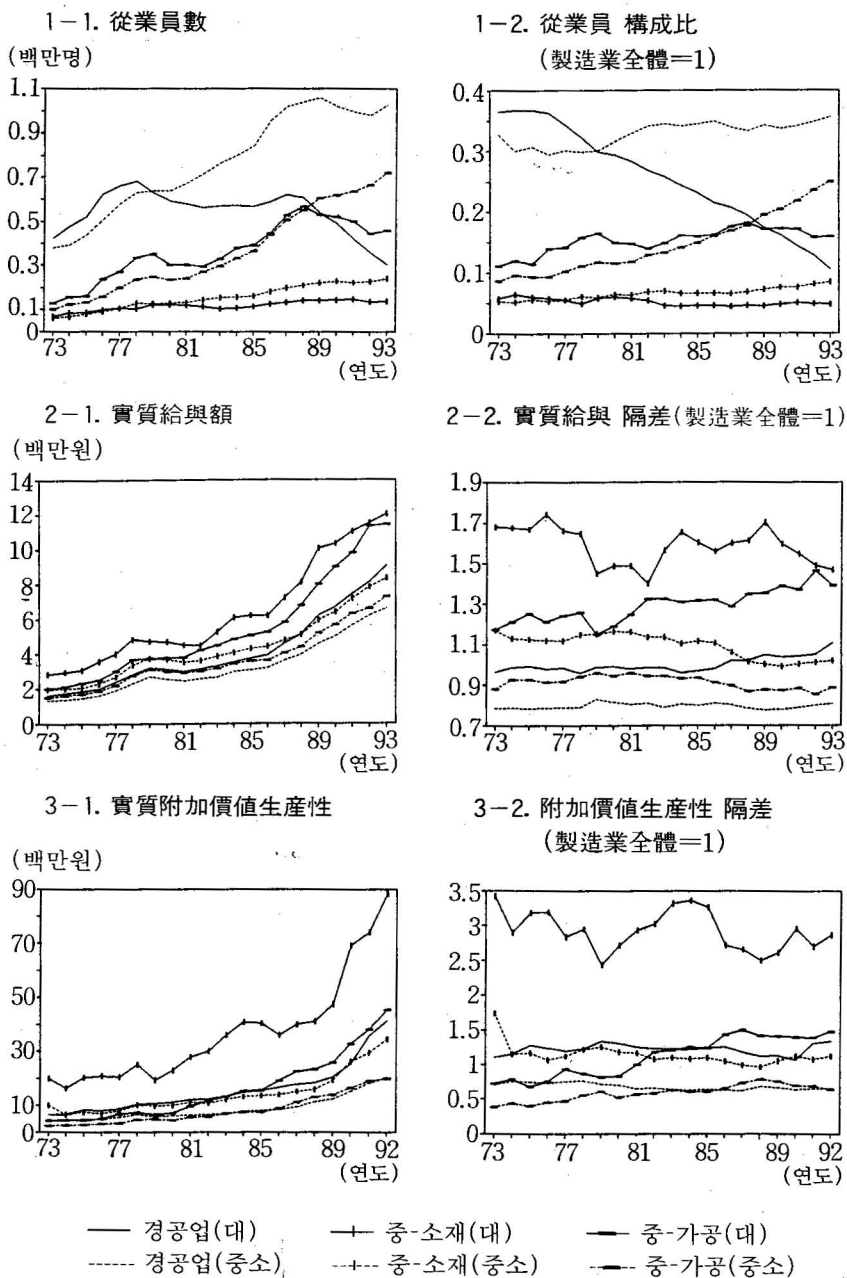 1-1. 從業員數
(백만명)
1.1
0.9
0.7
0.5
0.3
0.1
0
73 77 81 85 89 93
(연도)
1-2. 從業員 構成比
(製造業全體=1)
0.4
0.3
0.2
0.1
0
73 77 81 85 89 93
(연도)
2-1. 實質給與額
(백만원)
14
12
10
8
6
4
2
0
73 77 81 85 89 93
(연도)
2-2. 實質給與 隔差(製造業全體=1)
1.9
1.7
1.5
1.3
1.1
0.9
0.7
73 77 81 85 89 93
(연도)
3-1. 實質附加價値生産性
(백만원)
90
70
50
30
10
0
73 77 81 85 89 92
(연도)
3-2. 附加價値生産性 隔差
(製造業全體=1)
3.5
3
2.5
2
1.5
1
0.5
0
73 77 81 85 89 92
(연도)
경공업(대) 중-소재(대) 중-가공(대)
경공업(중소) 중-소재(중소) 중-가공(중소)